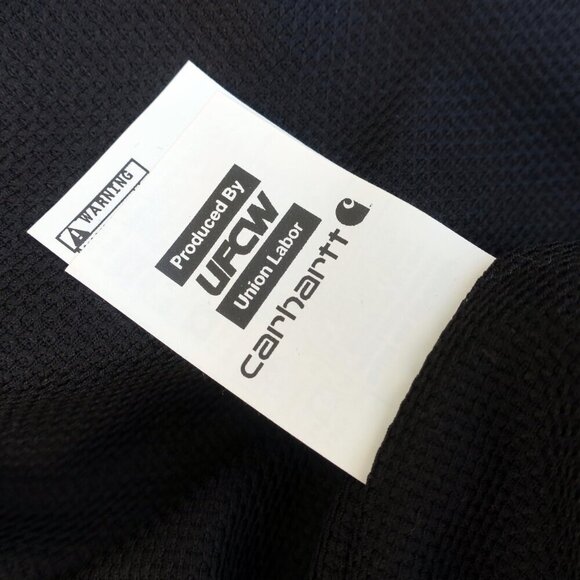 WARNING
Produced By
UFCW
Union Labor
carhartt